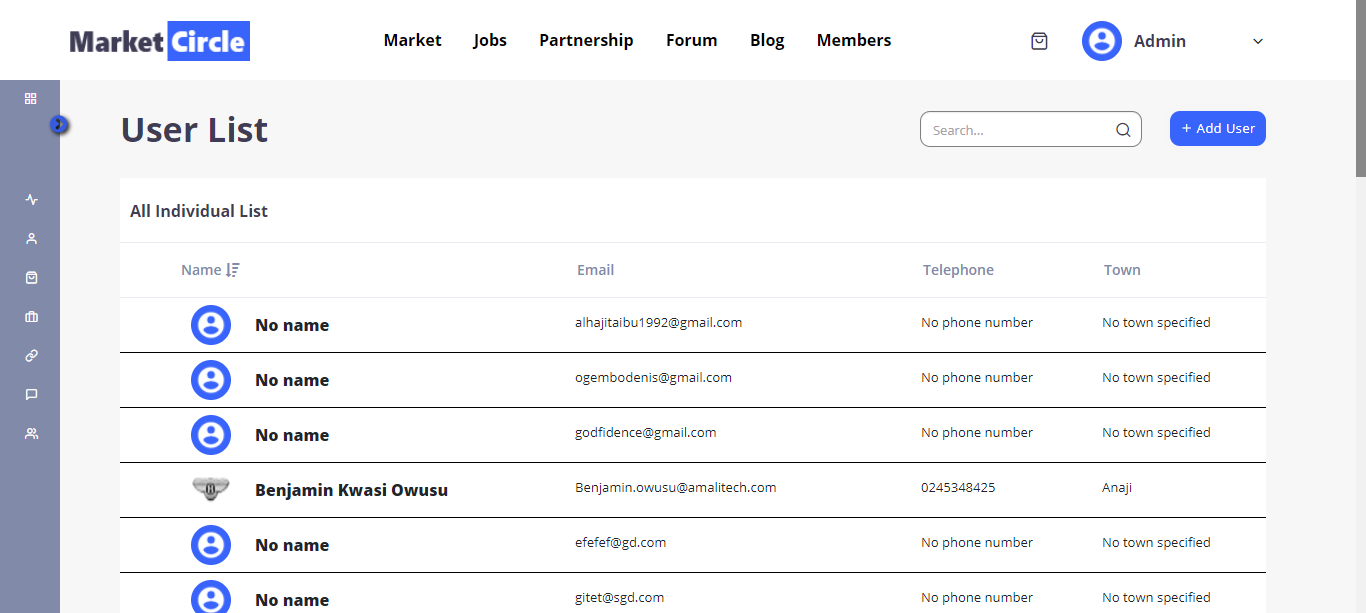 Market Circle
Market Jobs Partnership Forum Blog Members
Admin
User List
Search...
+ Add User
All Individual List
Name Email Telephone Town
No name alhajitaibu1992@gmail.com No phone number No town specified
No name ogembodenis@gmail.com No phone number No town specified
No name godfidence@gmail.com No phone number No town specified
Benjamin Kwasi Owusu Benjamin.owusu@amalitech.com 0245348425 Anaji
No name efefef@gd.com No phone number No town specified
No name gitet@sgd.com No phone number No town specified